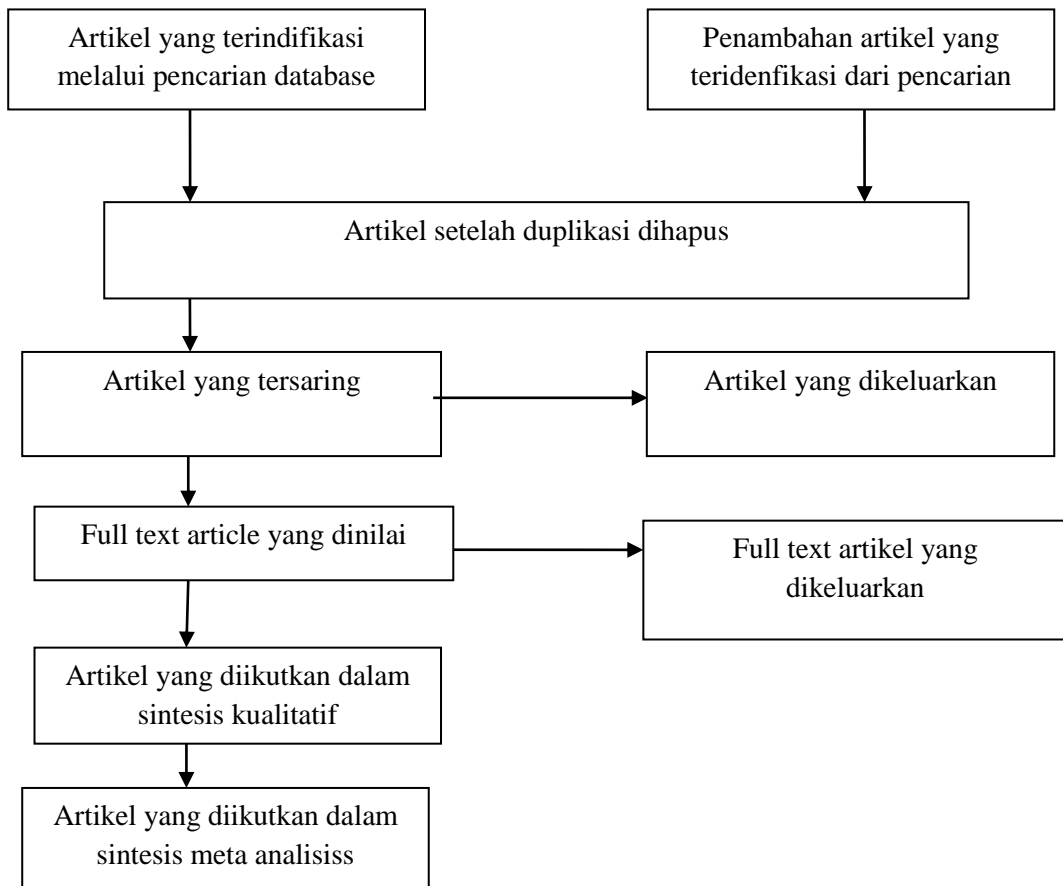 Artikel yang terindifikasi
melalui pencarian database
Penambahan artikel yang
teridenfikasi dari pencarian
Artikel setelah duplikasi dihapus
Artikel yang tersaring
Artikel yang dikeluarkan
Full text article yang dinilai
Full text artikel yang
dikeluarkan
Artikel yang diikutkan dalam
sintesis kualitatif
Artikel yang diikutkan dalam
sintesis meta analisiss